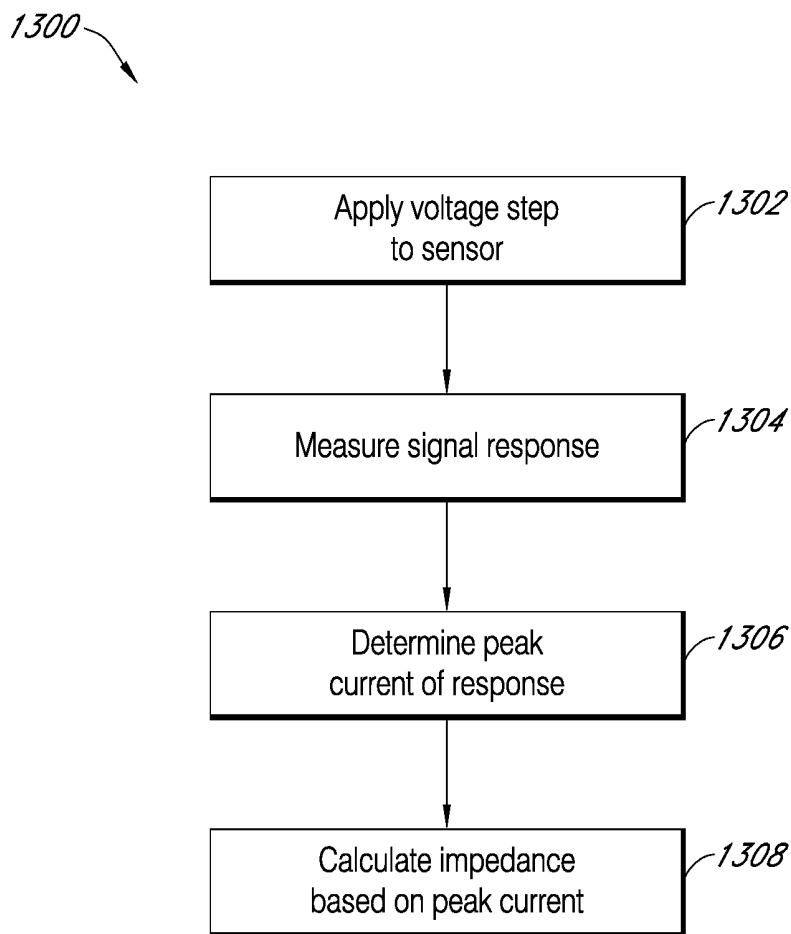 1300
Apply voltage step
to sensor
1302
Measure signal response
1304
Determine peak
current of response
1306
Calculate impedance
based on peak current
1308